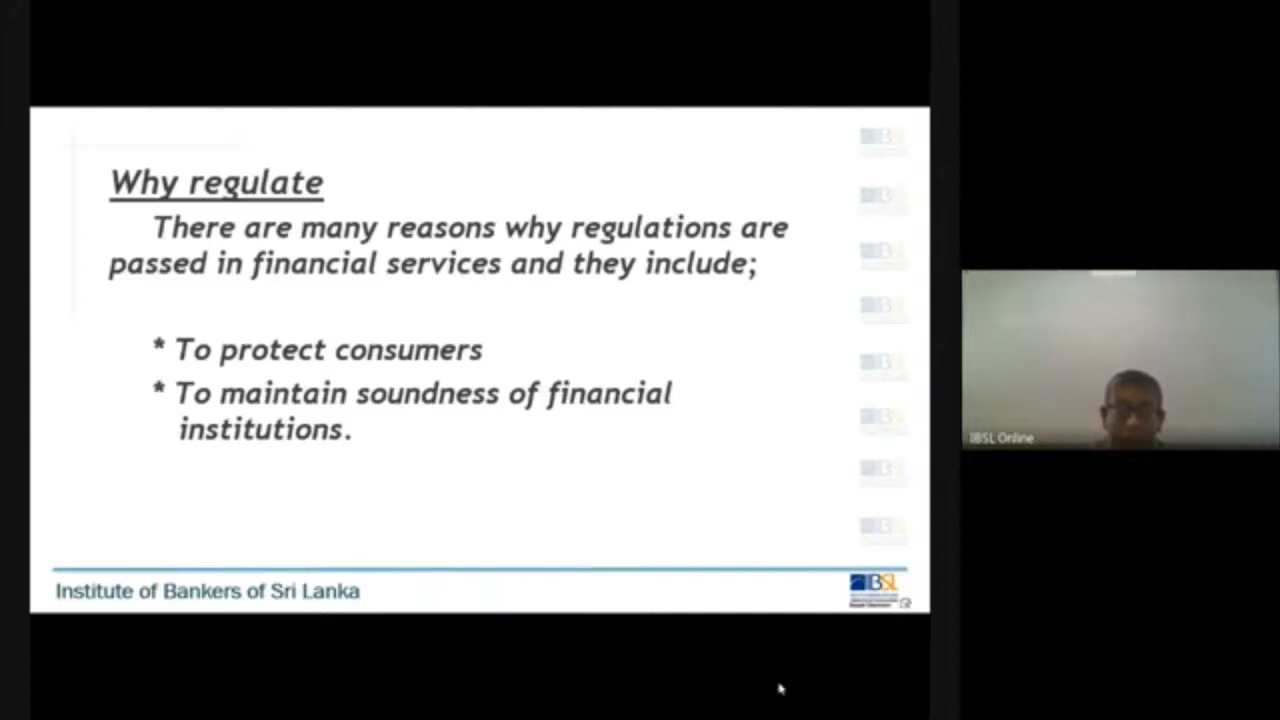 Why regulate
There are many reasons why regulations are
passed in financial services and they include;
* To protect consumers
* To maintain soundness of financial
institutions.
Institute of Bankers of Sri Lanka
IBSL
IBSL Online